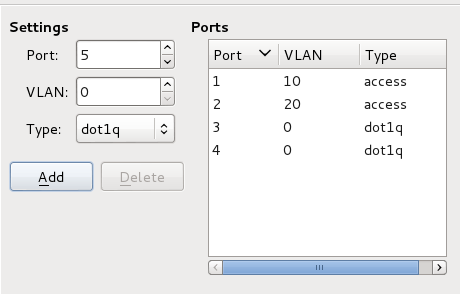 Settings
Port: 5
VLAN: 0
Type: dot1q
Add Delete
Ports
Port VLAN Type
1 10 access
2 20 access
3 0 dot1q
4 0 dot1q